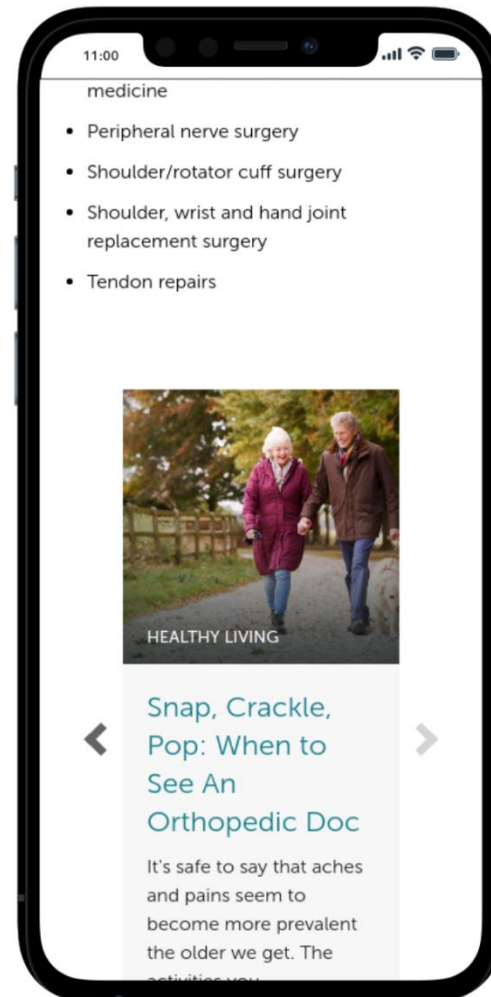 11:00
medicine
• Peripheral nerve surgery
• Shoulder/rotator cuff surgery
• Shoulder, wrist and hand joint
replacement surgery
• Tendon repairs
HEALTHY LIVING
Snap, Crackle,
Pop: When to
See An
Orthopedic Doc
It's safe to say that aches
and pains seem to
become more prevalent
the older we get. The
activities you